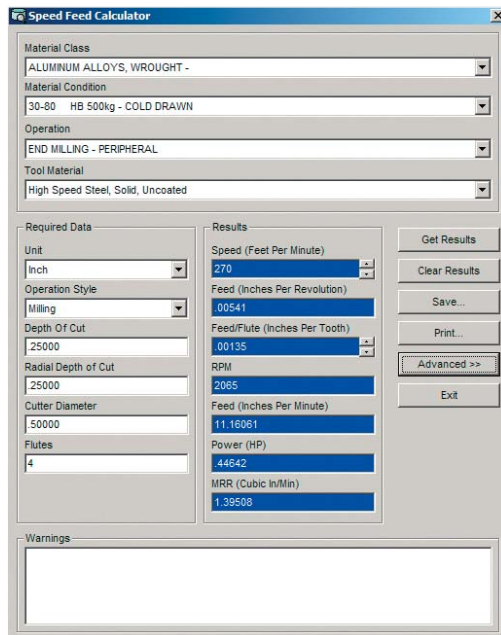 Speed Feed Calculator
Material Class
ALUMINUM ALLOYS, WROUGHT -
Material Condition
30-80 HB 500kg - COLD DRAWN
Operation
END MILLING - PERIPHERAL
Tool Material
High Speed Steel, Solid, Uncoated
Required Data
Unit
Inch
Operation Style
Milling
Depth Of Cut
.25000
Radial Depth of Cut
.25000
Cutter Diameter
.50000
Flutes
4
Results
Speed (Feet Per Minute)
270
Feed (Inches Per Revolution)
.00541
Feed/Flute (Inches Per Tooth)
.00135
RPM
2065
Feed (Inches Per Minute)
11.16061
Power (HP)
.44642
MRR (Cubic In/Min)
1.39508
Get Results
Clear Results
Save...
Print...
Advanced >>
Exit
Warnings